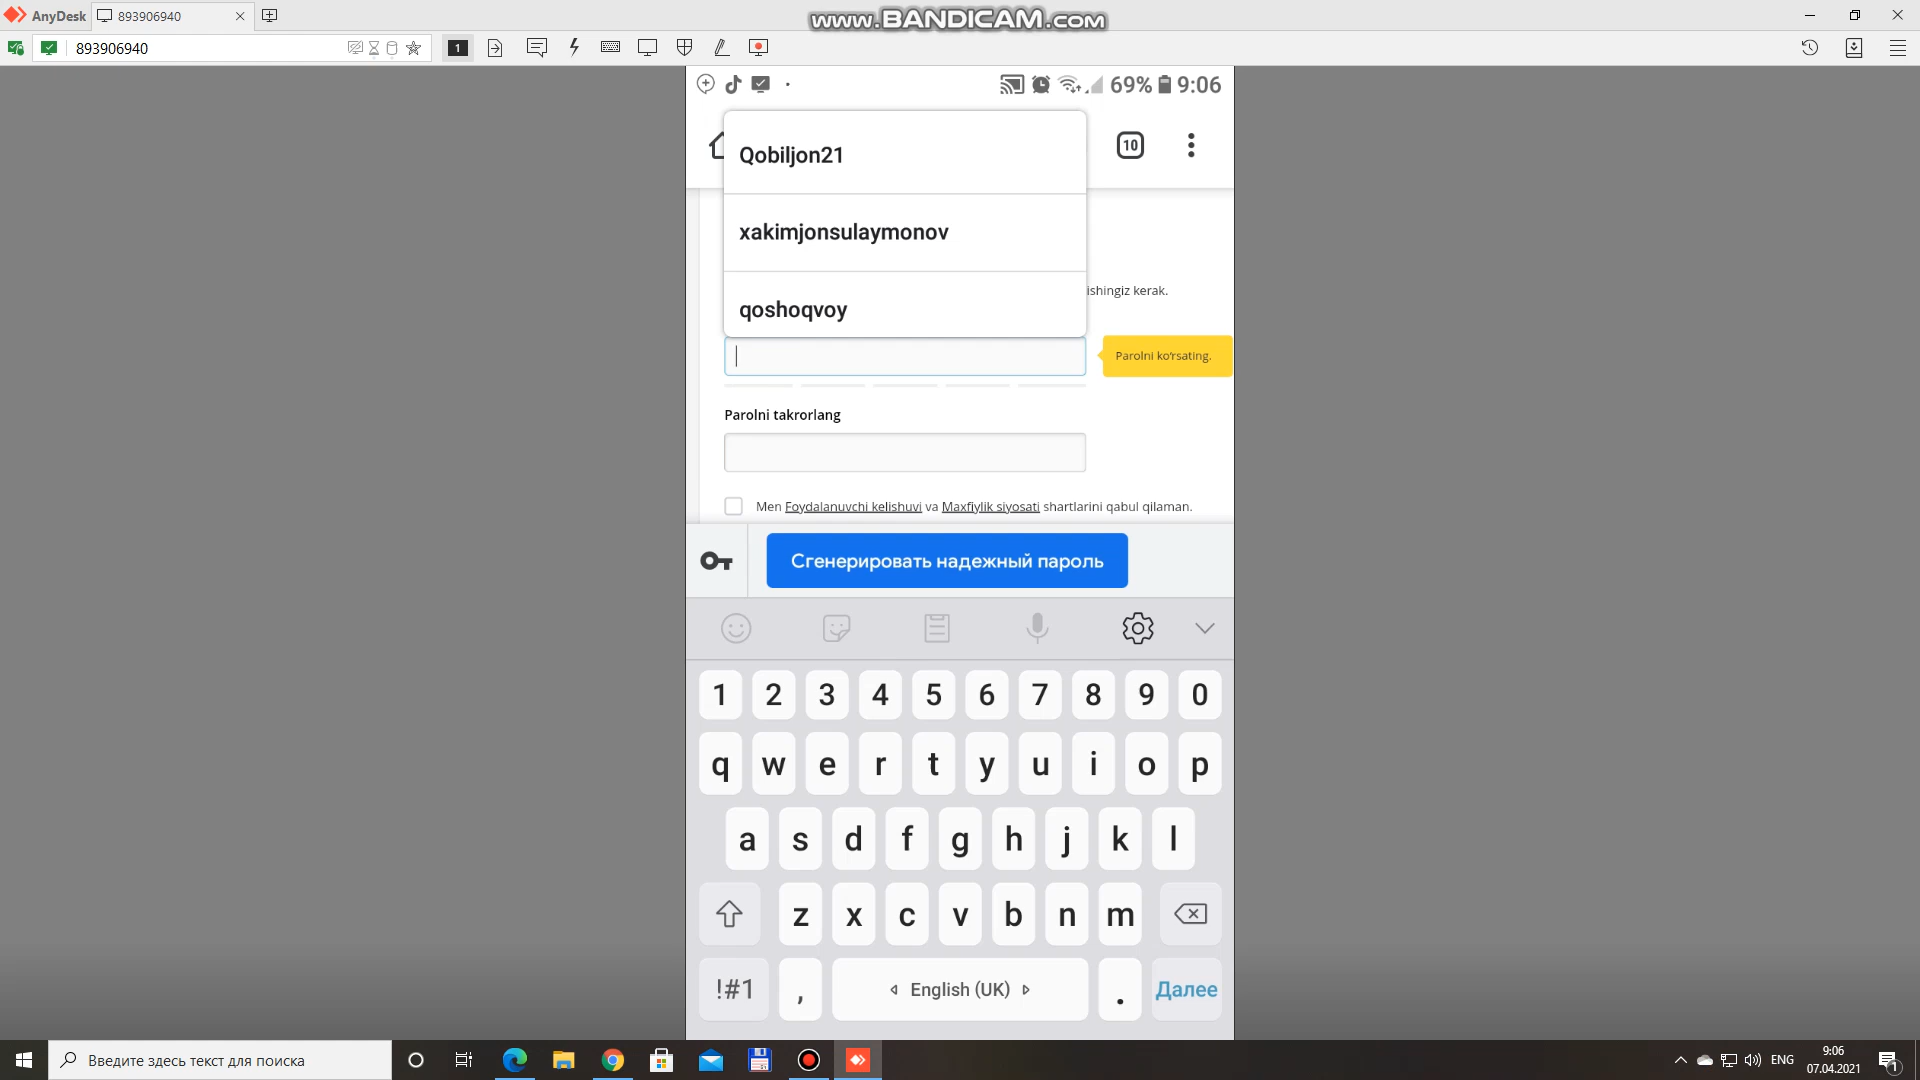 AnyDesk
893906940
www.BANDICAM.com
893906940
1
69%
9:06
Qobiljon21
10
xakimjonsulaymonov
ishingiz kerak.
qoshoqvoy
Parolni ko‘rsating.
Parolni takrorlang
Men Foydalanuvchi kelishuvi va Maxfiylik siyosati shartlarini qabul qilaman.
Сгенерировать надежный пароль
1 2 3 4 5 6 7 8 9 0
q w e r t y u i o p
a s d f g h j k l
z x c v b n m
!#1 , English (UK) . Далее
Введите здесь текст для поиска
ENG
9:06
07.04.2021
1